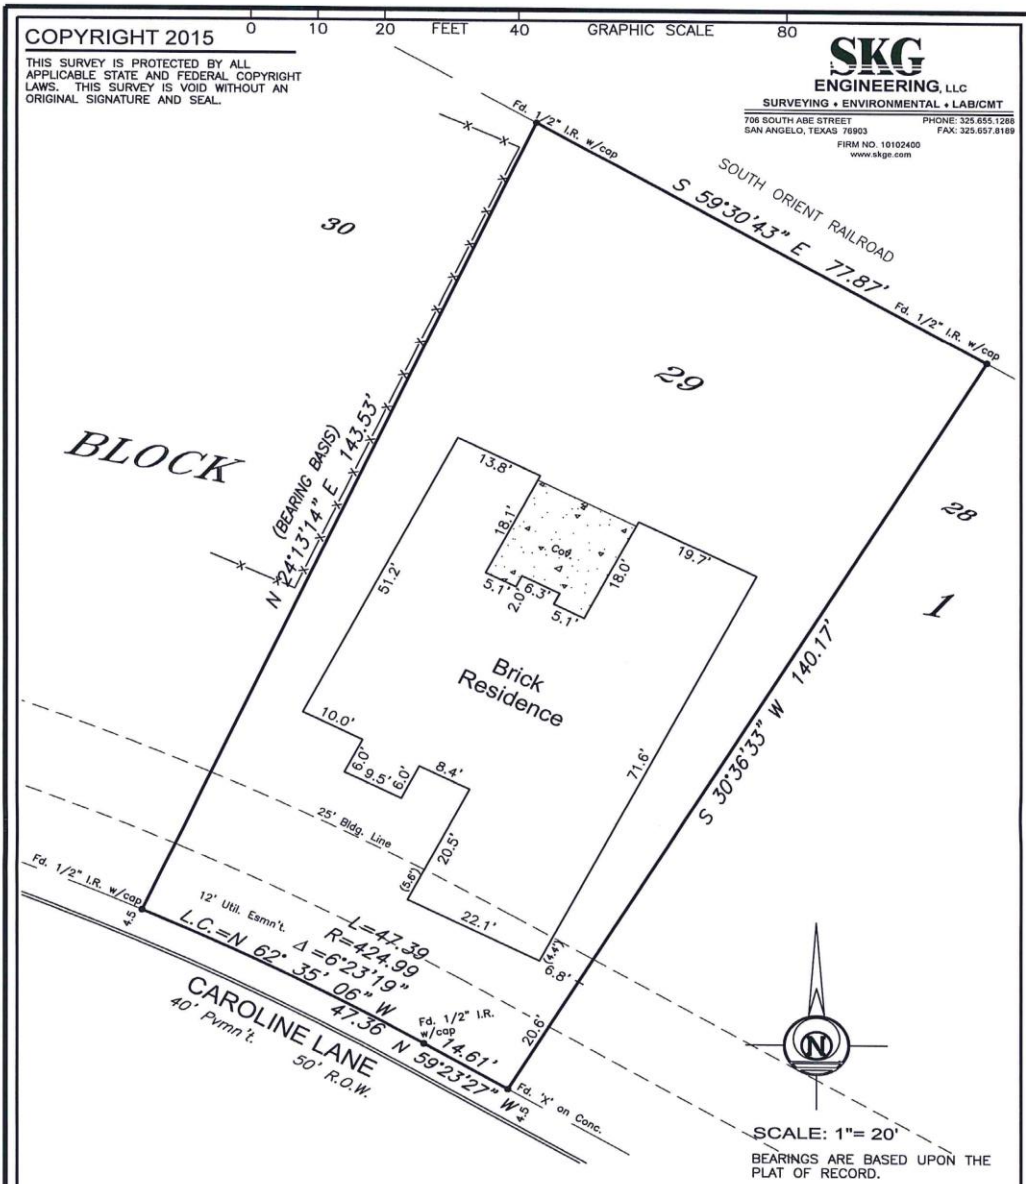 COPYRIGHT 2015
THIS SURVEY IS PROTECTED BY ALL
APPLICABLE STATE AND FEDERAL COPYRIGHT
LAWS. THIS SURVEY IS VOID WITHOUT AN
ORIGINAL SIGNATURE AND SEAL.
0 10 20 FEET 40 GRAPHIC SCALE 80
SKG
ENGINEERING, LLC
SURVEYING ♦ ENVIRONMENTAL ♦ LAB/CMT
706 SOUTH ABE STREET PHONE: 325.655.1288
SAN ANGELO, TEXAS 76903 FAX: 325.657.8189
FIRM NO. 10102400
www.skge.com
Fd. 1/2" I.R. w/cap
SOUTH ORIENT RAILROAD
S 59°30'43" E 77.87'
Fd. 1/2" I.R. w/cap
30
29
BLOCK
28
1
(BEARING BASIS)
N 24°13'14" E 143.53'
13.8'
18.1'
Cov.
19.7'
18.0'
5.1'
2.0'
6.3'
5.1'
51.2'
Brick
Residence
10.0'
6.0'
9.5'
6.0'
8.4'
71.6'
S 30°36'33" W 140.17'
25' Bldg. Line
20.5'
(5.6')
22.1'
(4.4')
6.8'
20.6'
Fd. 1/2" I.R. w/cap
4.5
12' Util. Esmn't.
L=47.39
R=424.99
Δ =6°23'19"
L.C.=N 62° 35' 06" W
47.36
Fd. 1/2" I.R.
w/cap
14.61'
N 59°23'27" W
Fd. 'X' on Conc.
4.5
CAROLINE LANE
40' Pvmn't.
50' R.O.W.
N
SCALE: 1"= 20'
BEARINGS ARE BASED UPON THE
PLAT OF RECORD.